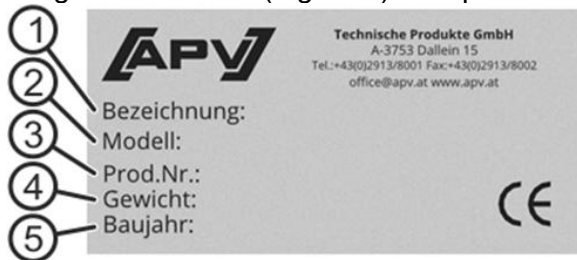 APV
Technische Produkte GmbH
A-3753 Dallein 15
Tel.:+43(0)2913/8001 Fax:+43(0)2913/8002
office@apv.at www.apv.at
1
Bezeichnung:
2
Modell:
3
Prod.Nr.:
4
Gewicht:
5
Baujahr:
CE